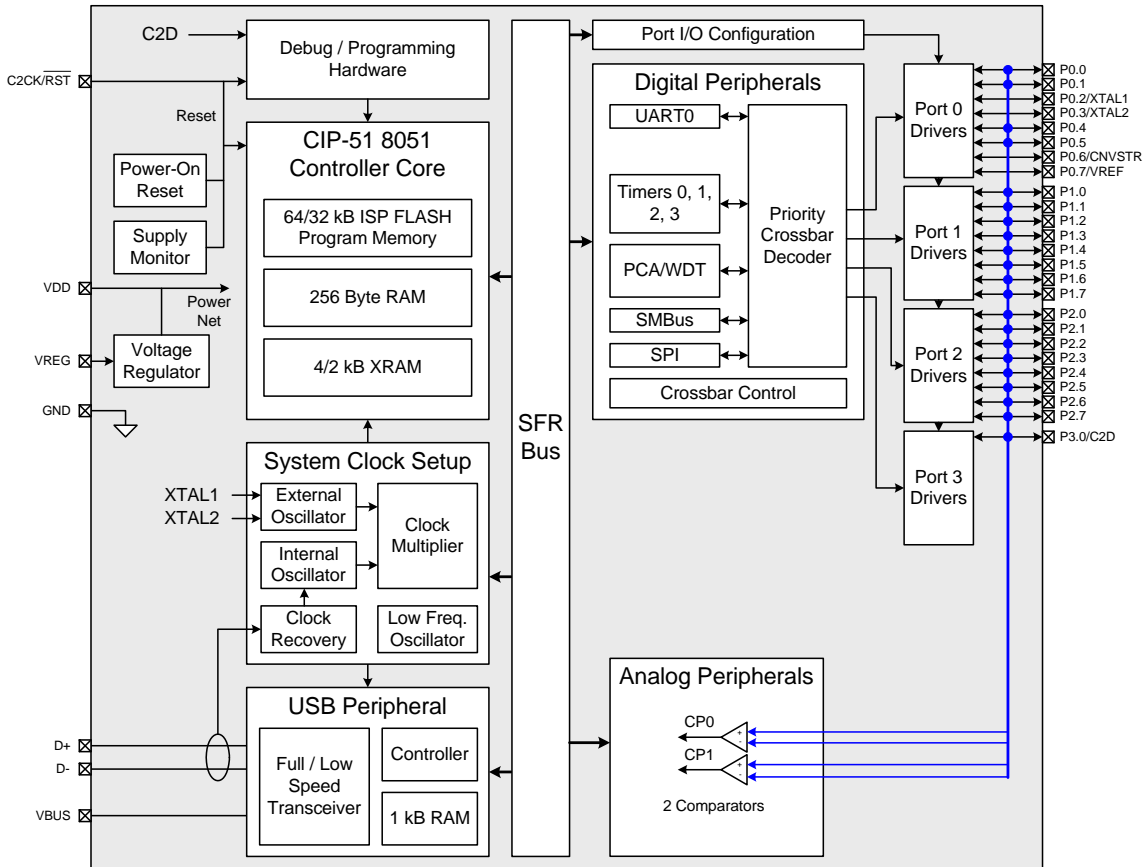 C2D
C2CK/RST
Debug / Programming
Hardware
Reset
Power-On
Reset
Supply
Monitor
VDD
Power
Net
VREG
Voltage
Regulator
GND
CIP-51 8051
Controller Core
64/32 kB ISP FLASH
Program Memory
256 Byte RAM
4/2 kB XRAM
System Clock Setup
XTAL1
XTAL2
External
Oscillator
Internal
Oscillator
Clock
Recovery
Clock
Multiplier
Low Freq.
Oscillator
USB Peripheral
D+
D-
VBUS
Full / Low
Speed
Transceiver
Controller
1 kB RAM
SFR
Bus
Port I/O Configuration
Digital Peripherals
UART0
Timers 0, 1,
2, 3
PCA/WDT
SMBus
SPI
Priority
Crossbar
Decoder
Crossbar Control
Port 0
Drivers
Port 1
Drivers
Port 2
Drivers
Port 3
Drivers
P0.0
P0.1
P0.2/XTAL1
P0.3/XTAL2
P0.4
P0.5
P0.6/CNVSTR
P0.7/VREF
P1.0
P1.1
P1.2
P1.3
P1.4
P1.5
P1.6
P1.7
P2.0
P2.1
P2.2
P2.3
P2.4
P2.5
P2.6
P2.7
P3.0/C2D
Analog Peripherals
CP0
+
-
CP1
+
-
2 Comparators